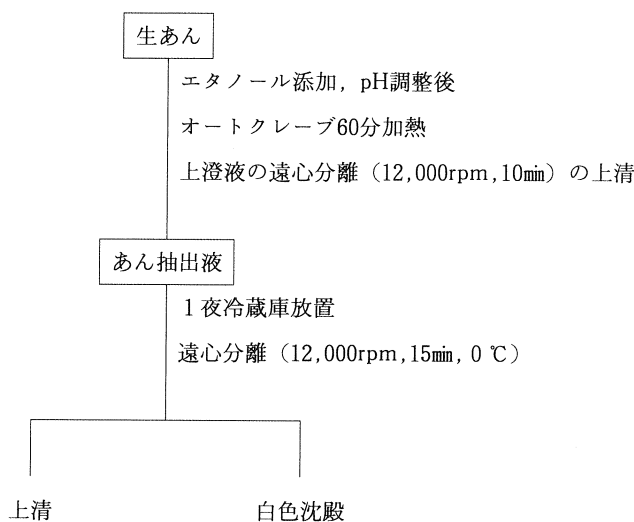 生あん
エタノール添加，pH調整後
オートクレーブ60分加熱
上澄液の遠心分離（12,000rpm,10min）の上清
あん抽出液
1夜冷蔵庫放置
遠心分離（12,000rpm,15min, 0 ℃）
上清
白色沈殿